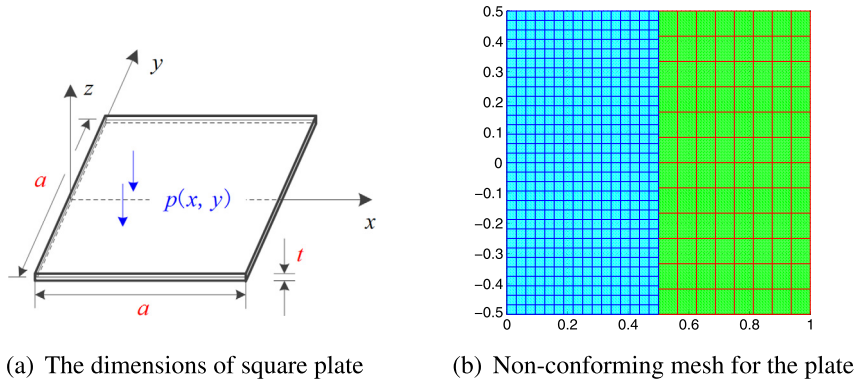 y
z
a
p(x, y)
x
t
a
0.5
0.4
0.3
0.2
0.1
0
−0.1
−0.2
−0.3
−0.4
−0.5
0 0.2 0.4 0.6 0.8 1
(a) The dimensions of square plate
(b) Non-conforming mesh for the plate